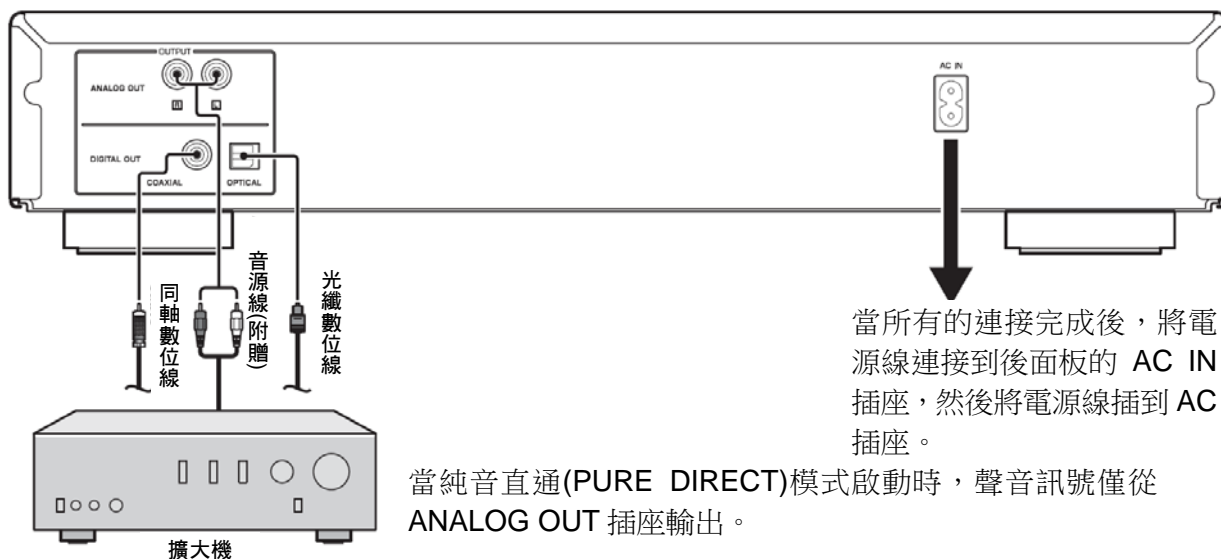 OUTPUT
ANALOG OUT
R L
AC IN
DIGITAL OUT
COAXIAL OPTICAL
同軸數位線
音源線(附贈)
光纖數位線
當所有的連接完成後，將電
源線連接到後面板的 AC IN
插座，然後將電源線插到 AC
插座。
當純音直通(PURE DIRECT)模式啟動時，聲音訊號僅從
ANALOG OUT 插座輸出。
擴大機